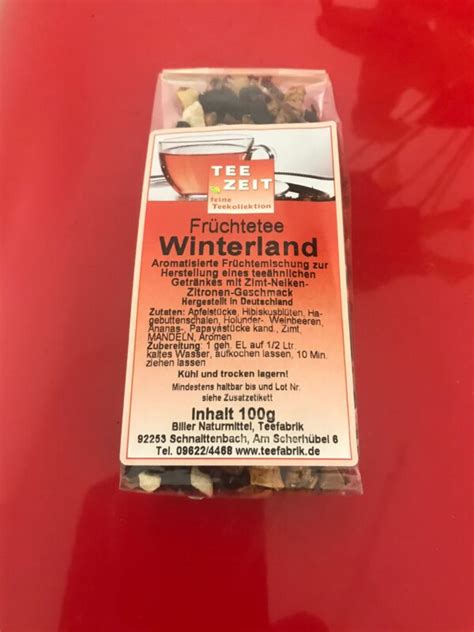 TEE
ZEIT
feine
Teekollektion
Früchtetee
Winterland
Aromatisierte Früchtemischung zur
Herstellung eines teeähnlichen
Getränkes mit Zimt-Nelken-
Zitronen-Geschmack
Hergestellt in Deutschland
Zutaten: Apfelstücke, Hibiskusblüten, Ha-
gebuttenschalen, Holunder- Weinbeeren,
Ananas-, Papayastücke kand., Zimt,
MANDELN, Aromen
Zubereitung: 1 geh. EL auf 1/2 Ltr.
kaltes Wasser, aufkochen lassen, 10 Min.
ziehen lassen
Kühl und trocken lagern!
Mindestens haltbar bis und Lot Nr.
siehe Zusatzetikett
Inhalt 100g
Biller Naturmittel, Teefabrik
92253 Schnaittenbach, Am Scherhübel 6
Tel. 09622/4468 www.teefabrik.de